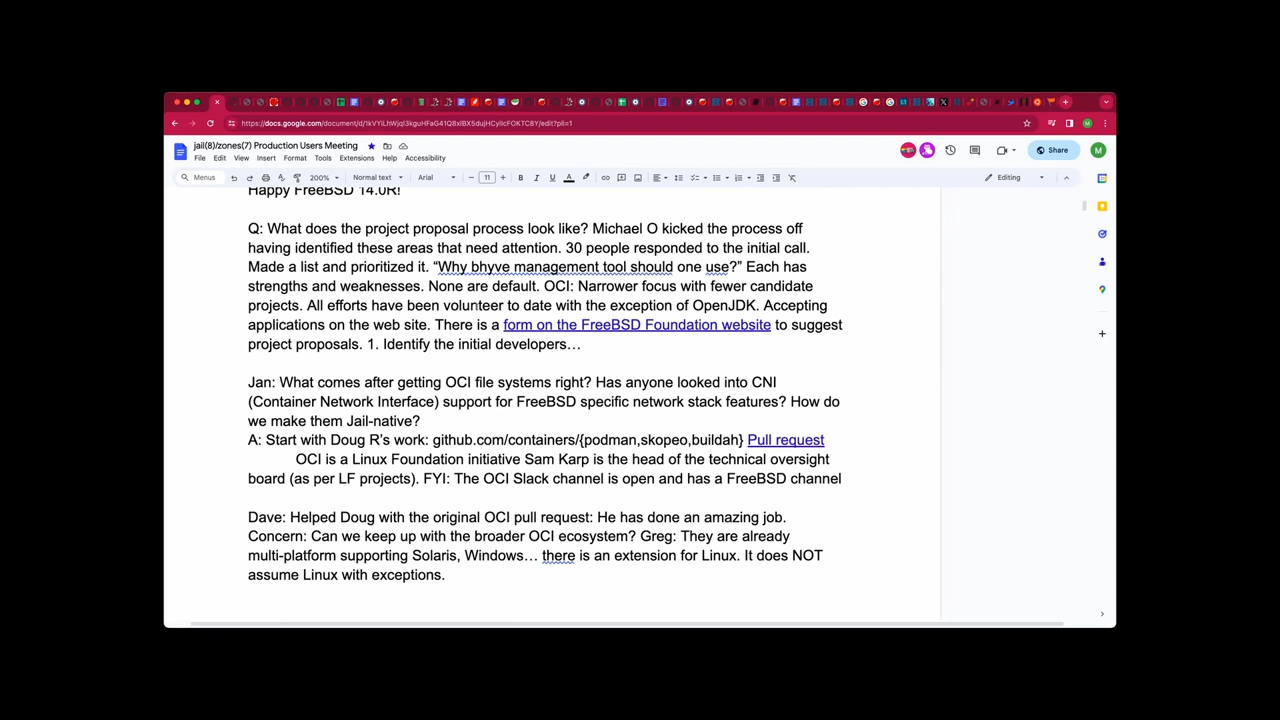 https://docs.google.com/document/d/1kVYiLhWjql3kguHFaG41Q8xlBX5dujHCyIlcFOKTC8Y/edit?pli=1
jail(8)/zones(7) Production Users Meeting
File Edit View Insert Format Tools Extensions Help Accessibility
Share
M
Menus
200%
Normal text
Arial
11
Editing
Happy FreeBSD 14.0R!
Q: What does the project proposal process look like? Michael O kicked the process off
having identified these areas that need attention. 30 people responded to the initial call.
Made a list and prioritized it. “Why bhyve management tool should one use?” Each has
strengths and weaknesses. None are default. OCI: Narrower focus with fewer candidate
projects. All efforts have been volunteer to date with the exception of OpenJDK. Accepting
applications on the web site. There is a form on the FreeBSD Foundation website to suggest
project proposals. 1. Identify the initial developers…
Jan: What comes after getting OCI file systems right? Has anyone looked into CNI
(Container Network Interface) support for FreeBSD specific network stack features? How do
we make them Jail-native?
A: Start with Doug R's work: github.com/containers/{podman,skopeo,buildah} Pull request
OCI is a Linux Foundation initiative Sam Karp is the head of the technical oversight
board (as per LF projects). FYI: The OCI Slack channel is open and has a FreeBSD channel
Dave: Helped Doug with the original OCI pull request: He has done an amazing job.
Concern: Can we keep up with the broader OCI ecosystem? Greg: They are already
multi-platform supporting Solaris, Windows… there is an extension for Linux. It does NOT
assume Linux with exceptions.